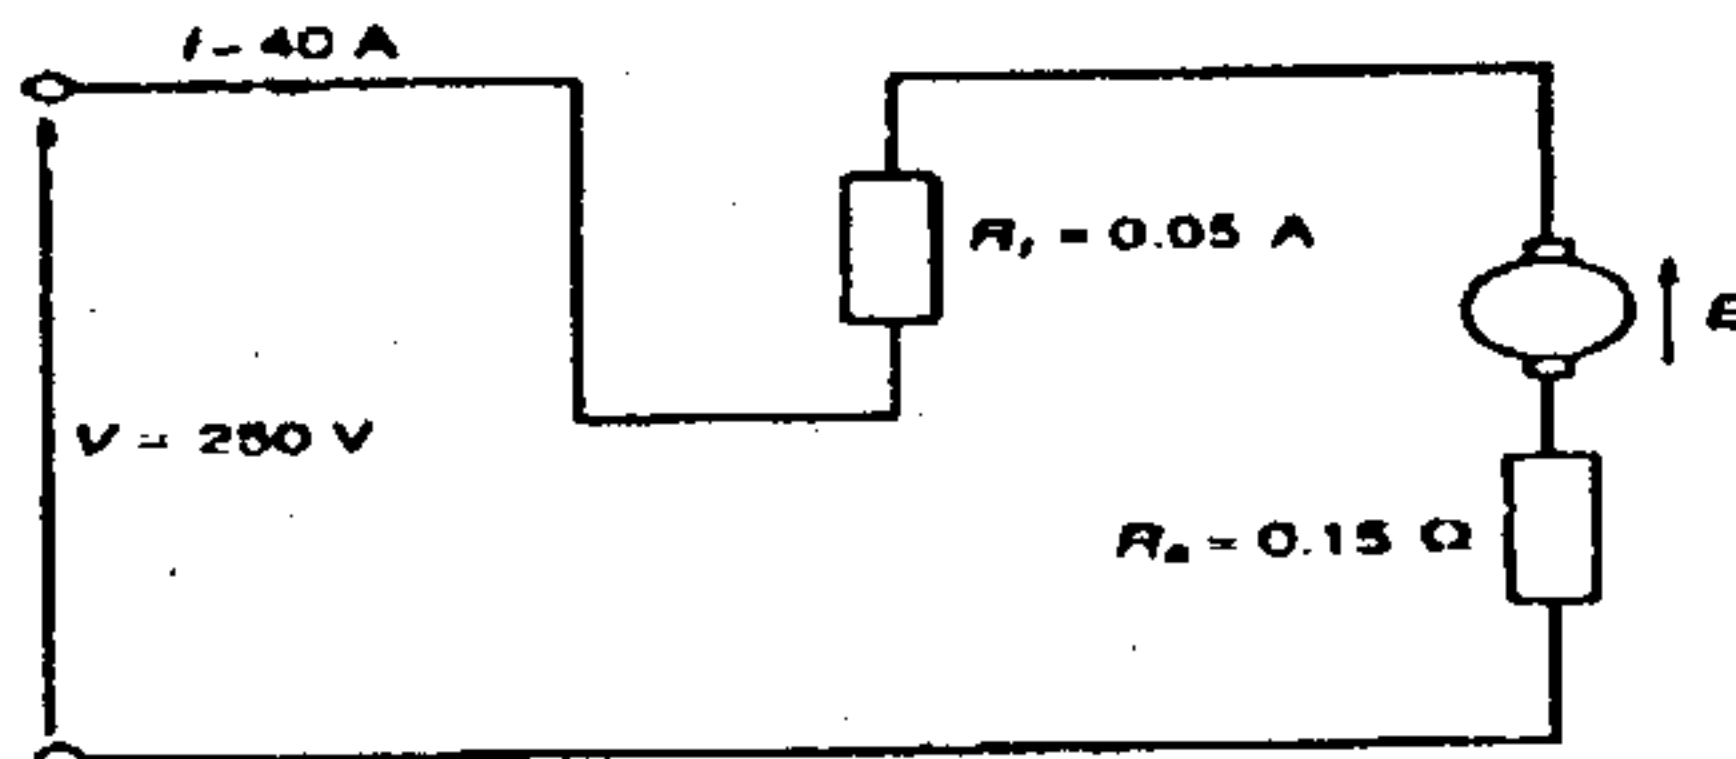 I - 40 A
R, = 0.05 A
E
V = 250 V
Rₐ = 0.15 Ω